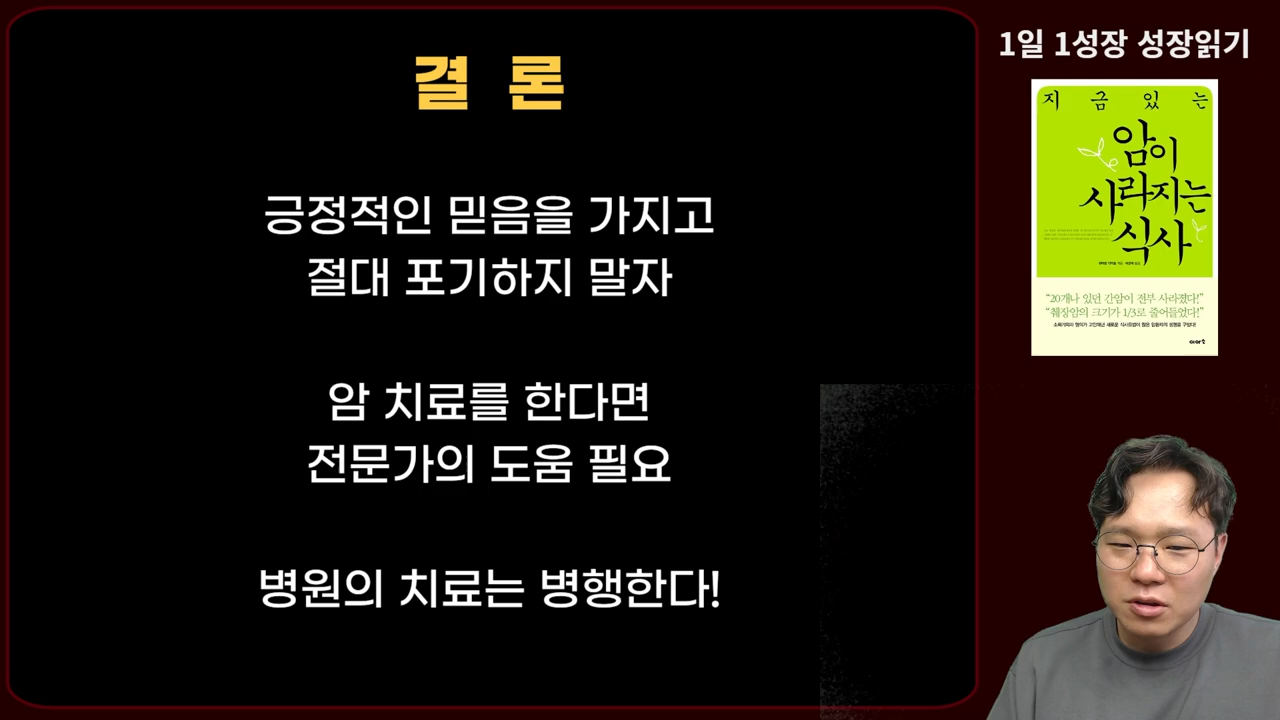 결 론
긍정적인 믿음을 가지고
절대 포기하지 말자
암 치료를 한다면
전문가의 도움 필요
병원의 치료는 병행한다!
1일 1성장 성장읽기
지금있는
암이
사라지는
식사
“20개나 있던 간암이 전부 사라졌다!”
“췌장암의 크기가 1/3로 줄어들었다!”